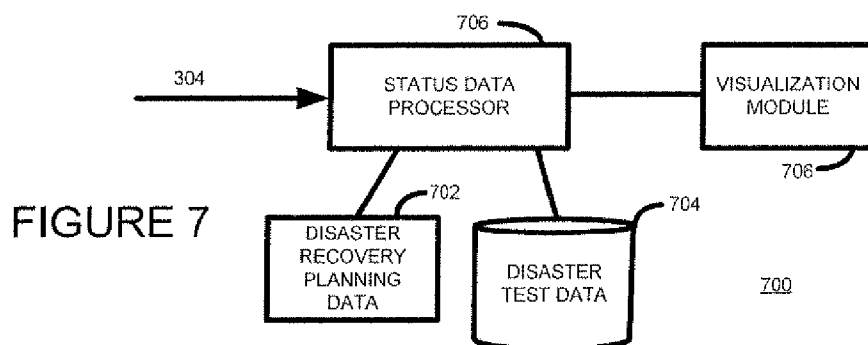 706
304
STATUS DATA
PROCESSOR
VISUALIZATION
MODULE
706
702
704
FIGURE 7
DISASTER
RECOVERY
PLANNING
DATA
DISASTER
TEST DATA
700